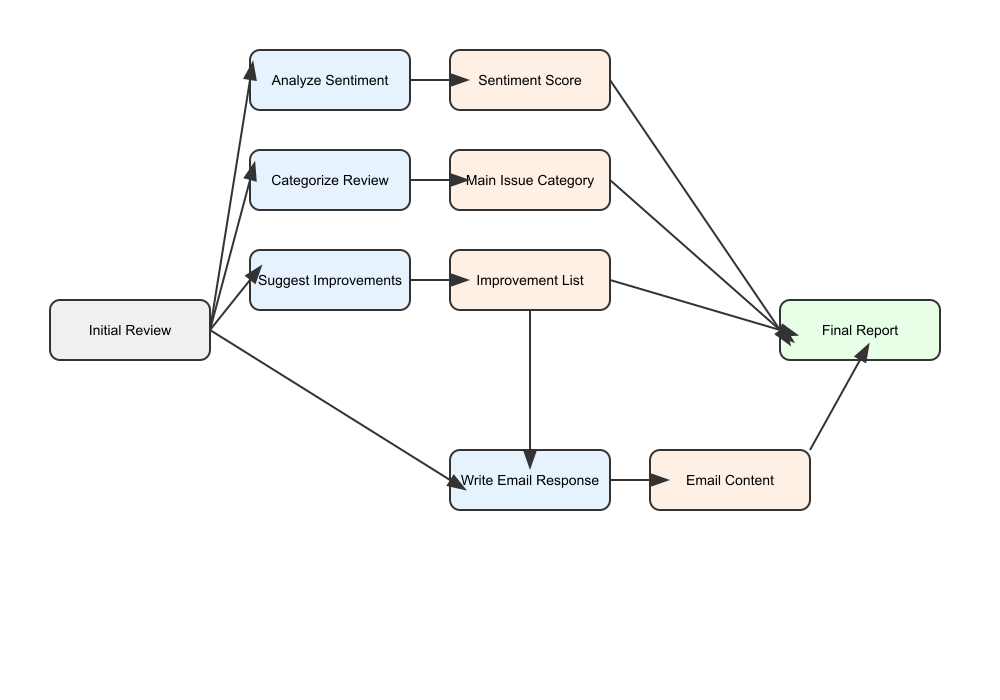 Analyze Sentiment
Sentiment Score
Categorize Review
Main Issue Category
Suggest Improvements
Improvement List
Initial Review
Final Report
Write Email Response
Email Content